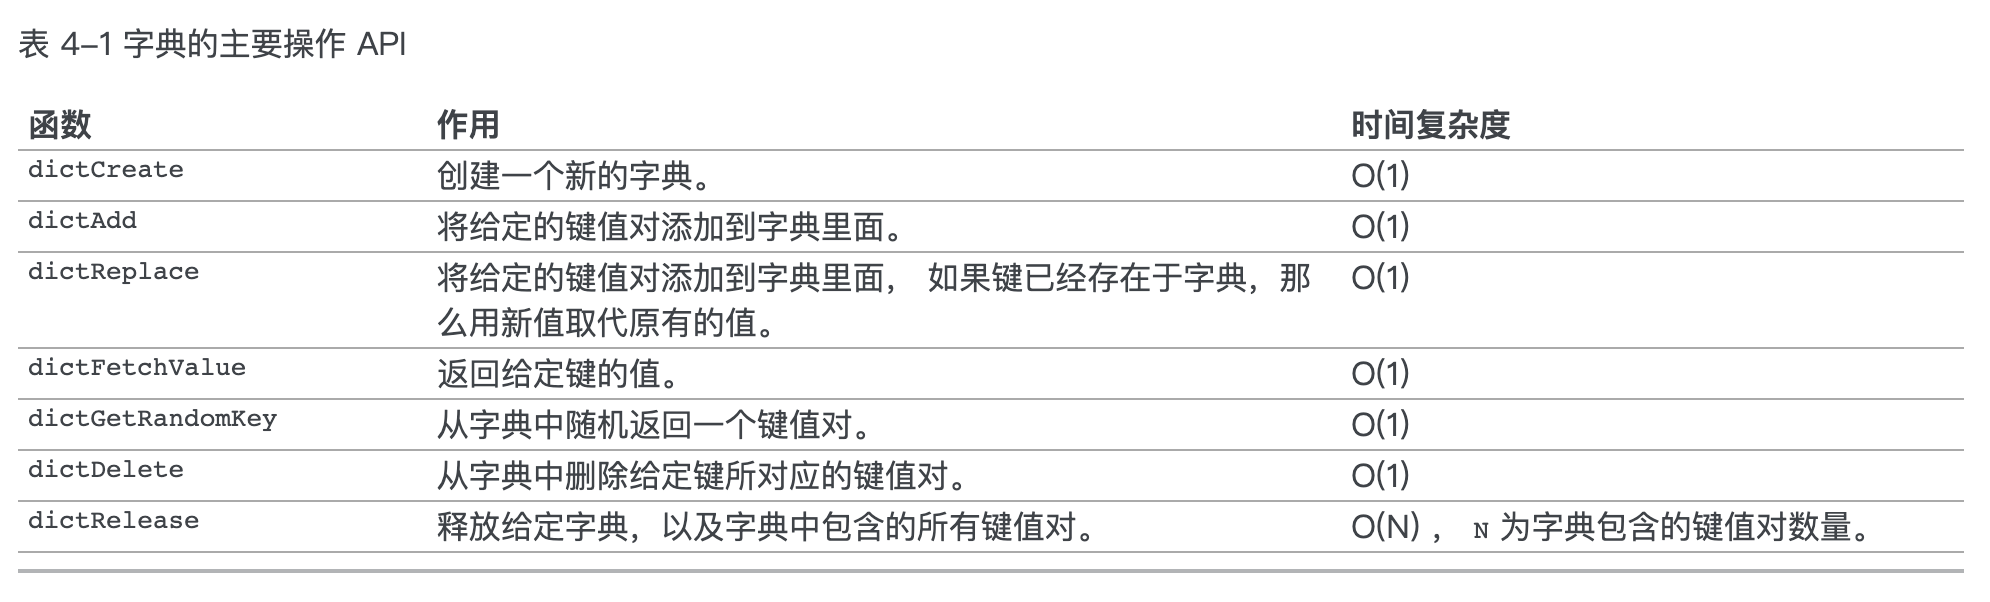 表 4–1 字典的主要操作 API
函数 作用 时间复杂度
dictCreate 创建一个新的字典。 O(1)
dictAdd 将给定的键值对添加到字典里面。 O(1)
dictReplace 将给定的键值对添加到字典里面， 如果键已经存在于字典，那 O(1)
么用新值取代原有的值。
dictFetchValue 返回给定键的值。 O(1)
dictGetRandomKey 从字典中随机返回一个键值对。 O(1)
dictDelete 从字典中删除给定键所对应的键值对。 O(1)
dictRelease 释放给定字典，以及字典中包含的所有键值对。 O(N) ， N 为字典包含的键值对数量。